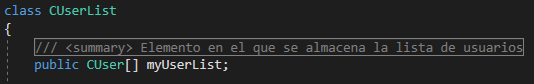 class CUserList
{
/// <summary> Elemento en el que se almacena la lista de usuarios
public CUser[] myUserList;